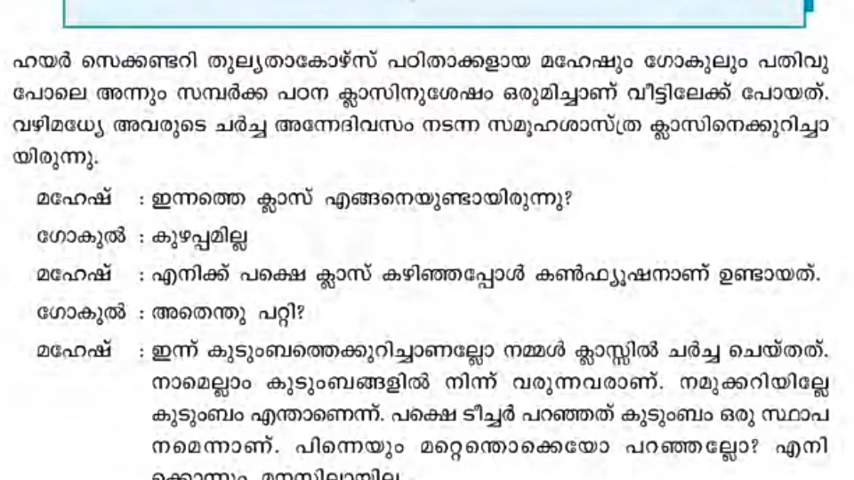 ഹയർ സെക്കണ്ടറി തുല്യതാകോഴ്സ് പഠിതാക്കളായ മഹേഷും ഗോകുലും പതിവു
പോലെ അന്നും സമ്പർക്ക പഠന ക്ലാസിനുശേഷം ഒരുമിച്ചാണ് വീട്ടിലേക്ക് പോയത്.
വഴിമധ്യേ അവരുടെ ചർച്ച അന്നേദിവസം നടന്ന സമൂഹശാസ്ത്ര ക്ലാസിനെക്കുറിച്ചാ
യിരുന്നു.
മഹേഷ് : ഇന്നത്തെ ക്ലാസ് എങ്ങനെയുണ്ടായിരുന്നു?
ഗോകുൽ : കുഴപ്പമില്ല
മഹേഷ് : എനിക്ക് പക്ഷെ ക്ലാസ് കഴിഞ്ഞപ്പോൾ കൺഫ്യൂഷനാണ് ഉണ്ടായത്.
ഗോകുൽ : അതെന്തു പറ്റി?
മഹേഷ് : ഇന്ന് കുടുംബത്തെക്കുറിച്ചാണല്ലോ നമ്മൾ ക്ലാസ്സിൽ ചർച്ച ചെയ്തത്.
നാമെല്ലാം കുടുംബങ്ങളിൽ നിന്ന് വരുന്നവരാണ്. നമുക്കറിയില്ലേ
കുടുംബം എന്താണെന്ന്. പക്ഷെ ടീച്ചർ പറഞ്ഞത് കുടുംബം ഒരു സ്ഥാപ
നമെന്നാണ്. പിന്നെയും മറ്റെന്തൊക്കെയോ പറഞ്ഞല്ലോ? എനി
ക്കൊന്നും മനസിലായില്ല.